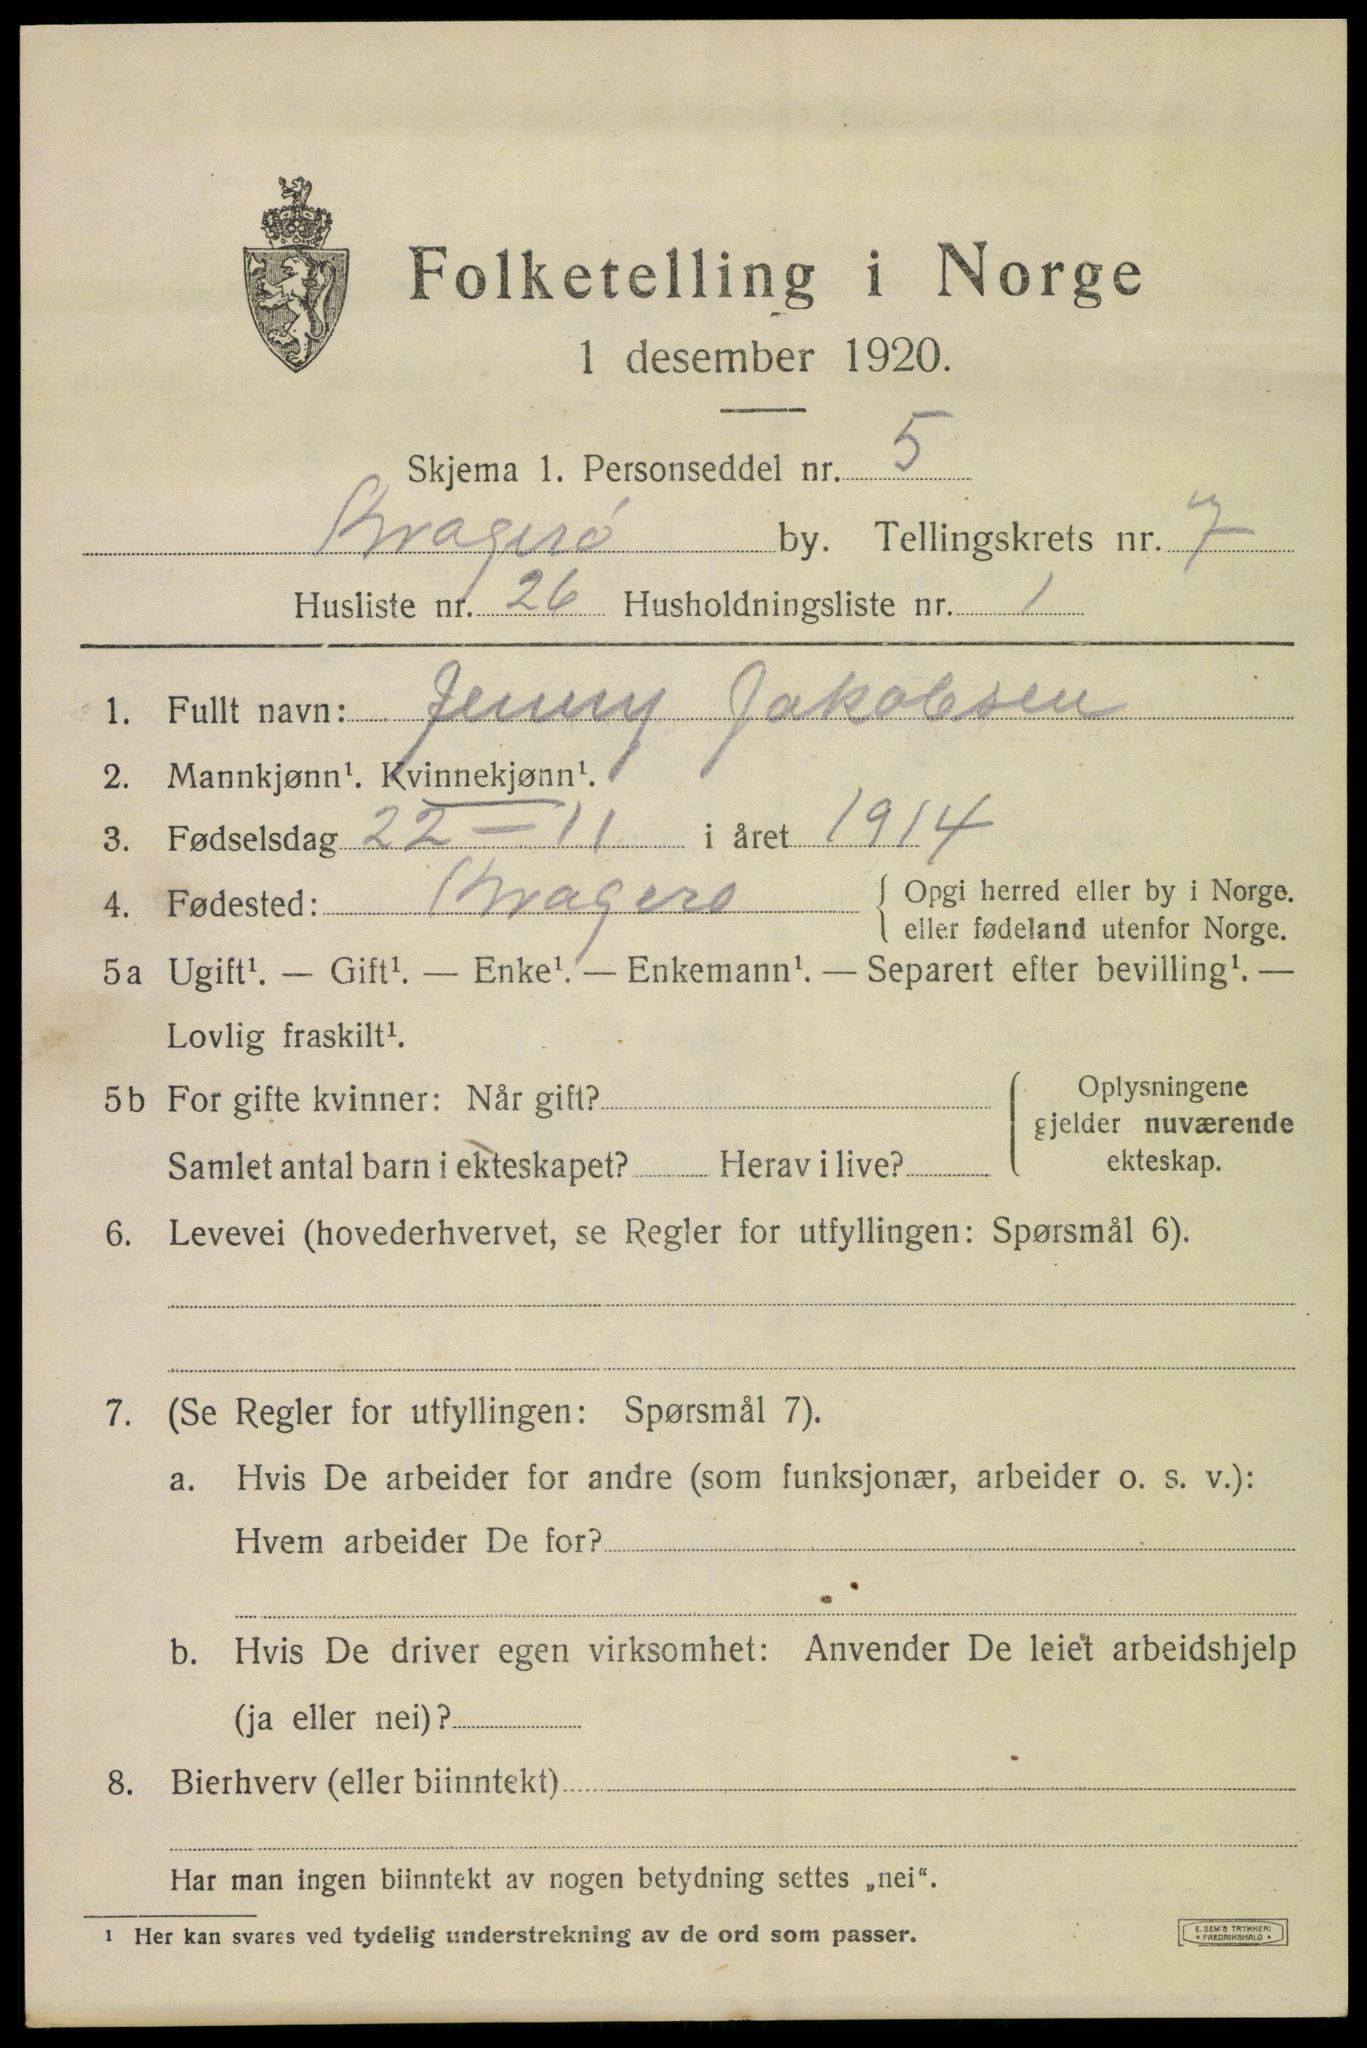 Folketelling i Norge
1 desember 1920.
Skjema 1. Personseddel nr. 5
Kragerø by. Tellingskrets nr. 7
Husliste nr. 26 Husholdningsliste nr. 1
1. Fullt navn: Jenny Jakobsen
2. Mannkjønn¹. Kvinnekjønn¹.
3. Fødselsdag 22 — 11 i året 1914
4. Fødested: Kragerø { Opgi herred eller by i Norge.
eller fødeland utenfor Norge.
5a Ugift¹. — Gift¹. — Enke¹. — Enkemann¹. — Separert efter bevilling¹. —
Lovlig fraskilt¹.
5b For gifte kvinner: Når gift?
Samlet antal barn i ekteskapet? Herav i live?
Oplysningene
gjelder nuværende
ekteskap.
6. Levevei (hovederhvervet, se Regler for utfyllingen: Spørsmål 6).
7. (Se Regler for utfyllingen: Spørsmål 7).
a. Hvis De arbeider for andre (som funksjonær, arbeider o. s. v.):
Hvem arbeider De for?
b. Hvis De driver egen virksomhet: Anvender De leiet arbeidshjelp
(ja eller nei)?
8. Bierhverv (eller biinntekt)
Har man ingen biinntekt av nogen betydning settes „nei".
¹ Her kan svares ved tydelig understrekning av de ord som passer.
E. SEM'S TRYKKERI
• FREDRIKSHALD •